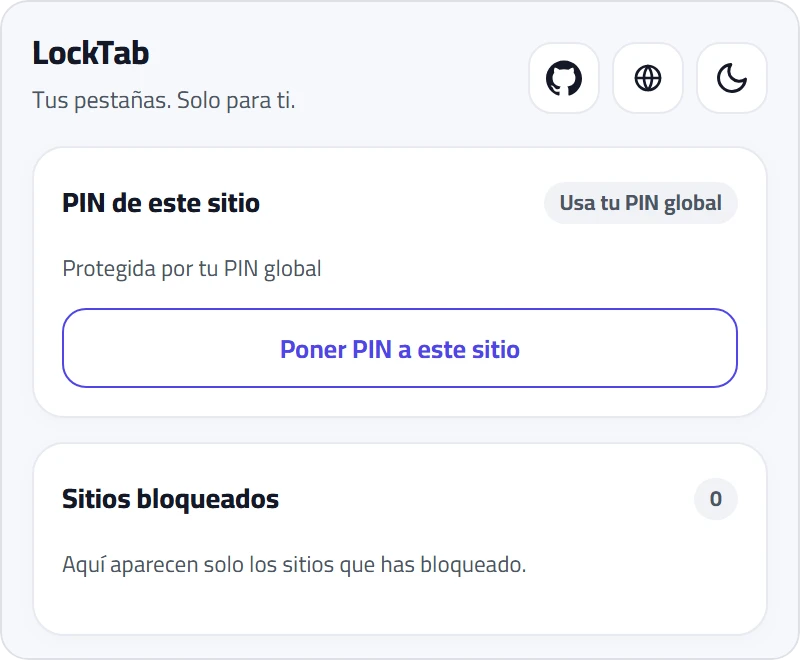 LockTab
Tus pestañas. Solo para ti.
PIN de este sitio
Usa tu PIN global
Protegida por tu PIN global
Poner PIN a este sitio
Sitios bloqueados
0
Aquí aparecen solo los sitios que has bloqueado.